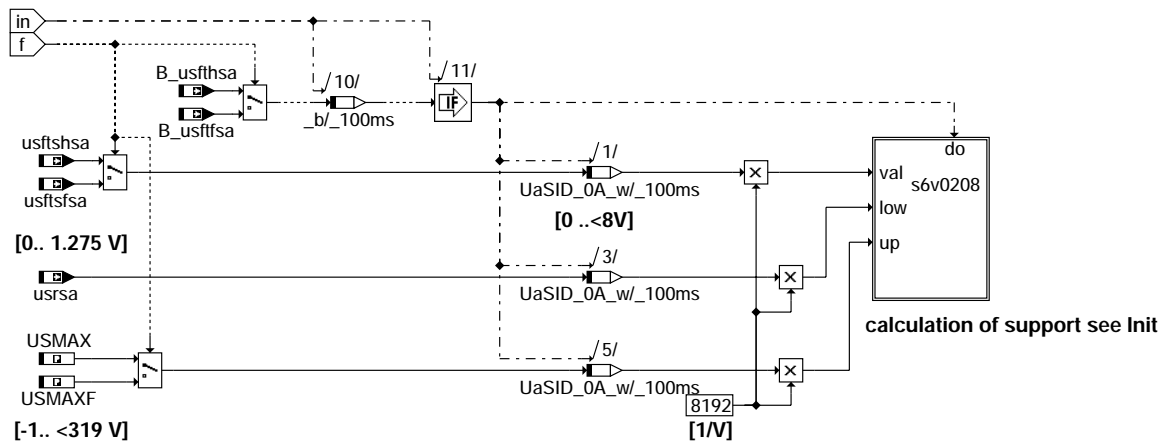 in
f
B_usfthsa
B_usftfsa
/10/
_b/_100ms
/11/
IF
usftshsa
usftsfsa
[0.. 1.275 V]
/1/
UaSID_0A_w/_100ms
[0 ..<8V]
do
val
s6v0208
low
up
usrsa
/3/
UaSID_0A_w/_100ms
calculation of support see Init
USMAX
USMAXF
[-1.. <319 V]
/5/
UaSID_0A_w/_100ms
8192
[1/V]